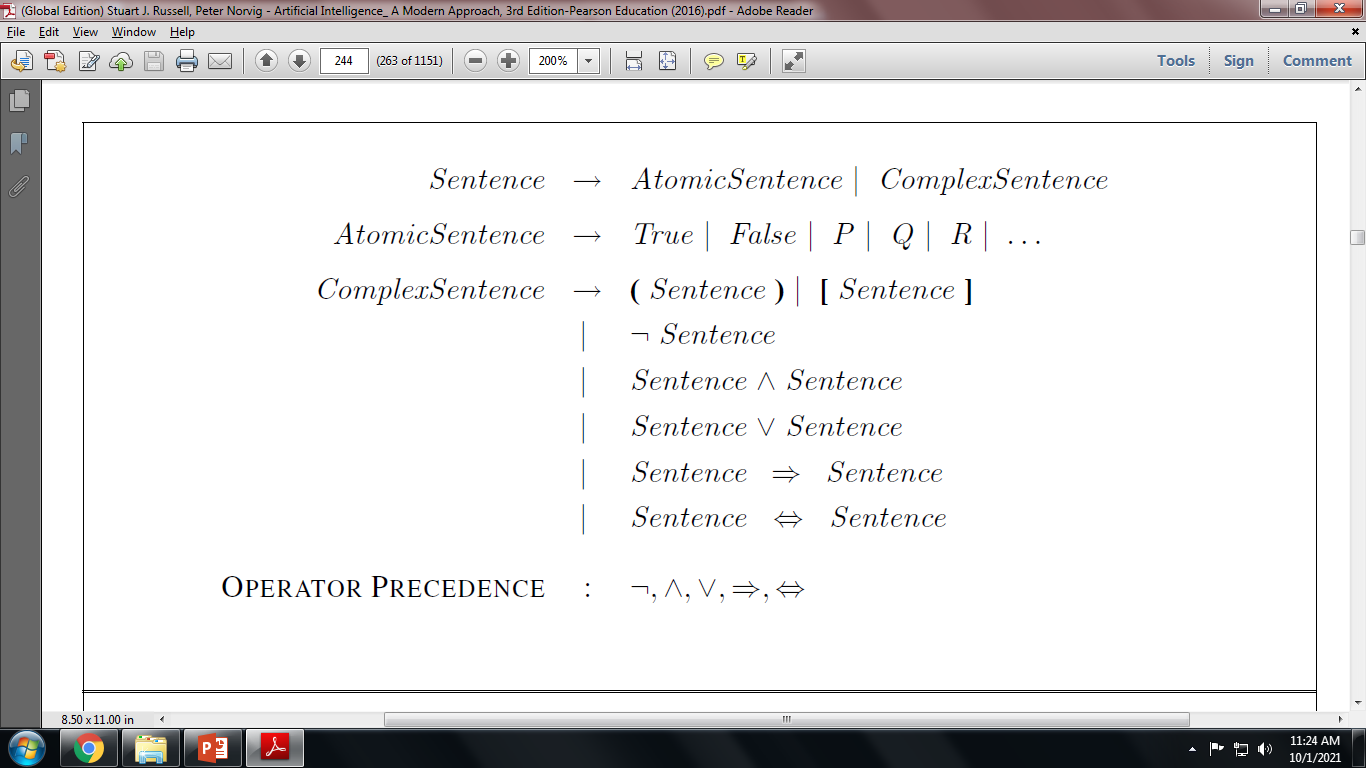 (Global Edition) Stuart J. Russell, Peter Norvig - Artificial Intelligence_ A Modern Approach, 3rd Edition-Pearson Education (2016).pdf - Adobe Reader
File Edit View Window Help
244 (263 of 1151) 200% Tools Sign Comment
Sentence → AtomicSentence | ComplexSentence
AtomicSentence → True | False | P | Q | R | ...
ComplexSentence → ( Sentence ) | [ Sentence ]
| ¬ Sentence
| Sentence ∧ Sentence
| Sentence ∨ Sentence
| Sentence ⇒ Sentence
| Sentence ⇔ Sentence
OPERATOR PRECEDENCE : ¬, ∧, ∨, ⇒, ⇔
8.50 x 11.00 in
11:24 AM
10/1/2021